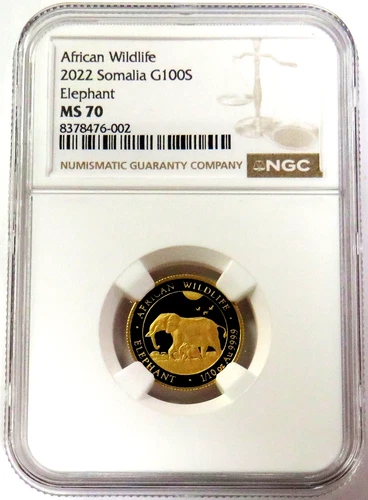 African Wildlife
2022 Somalia G100S
Elephant
MS 70
8378476-002
NUMISMATIC GUARANTY COMPANY NGC
AFRICAN WILDLIFE
ELEPHANT · 1/10 oz Au 9999